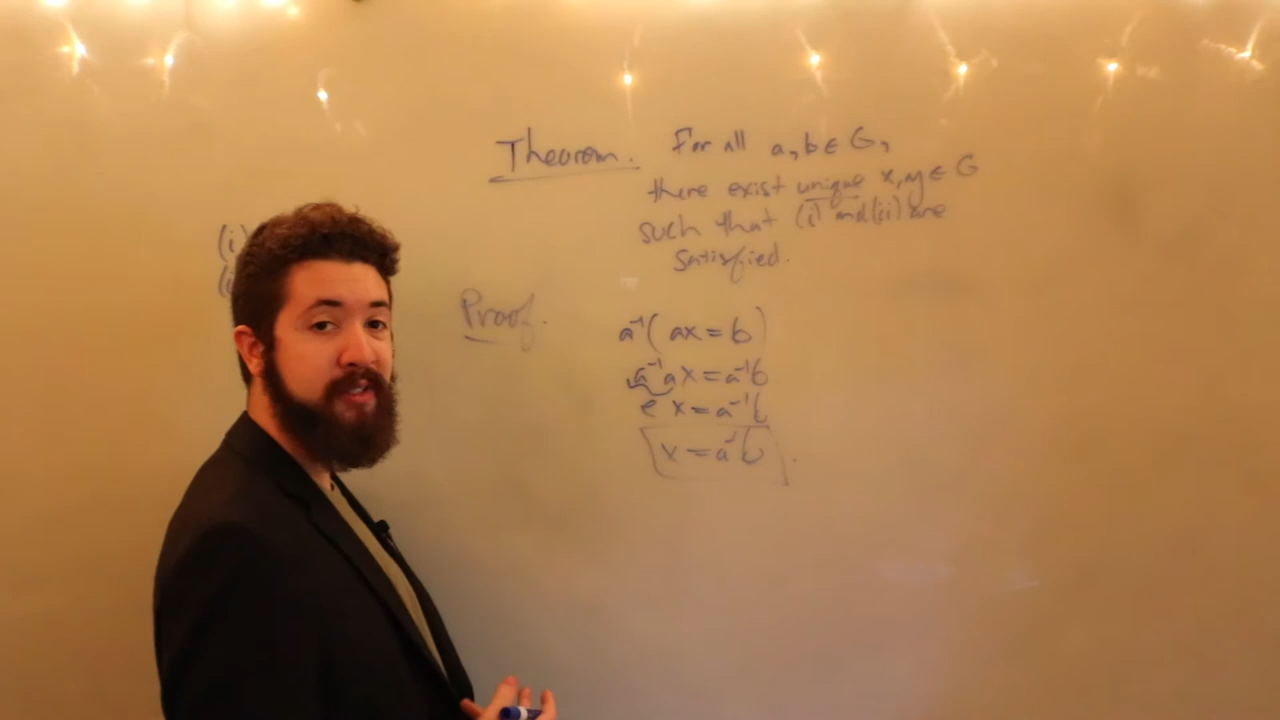 Theorem. For all a, b ∈ G,
there exist unique x, y ∈ G
such that (i) and (ii) are
satisfied.
(i)
(ii
Proof. a⁻¹( ax = b )
a⁻¹ax = a⁻¹b
e x = a⁻¹b
x = a⁻¹b.